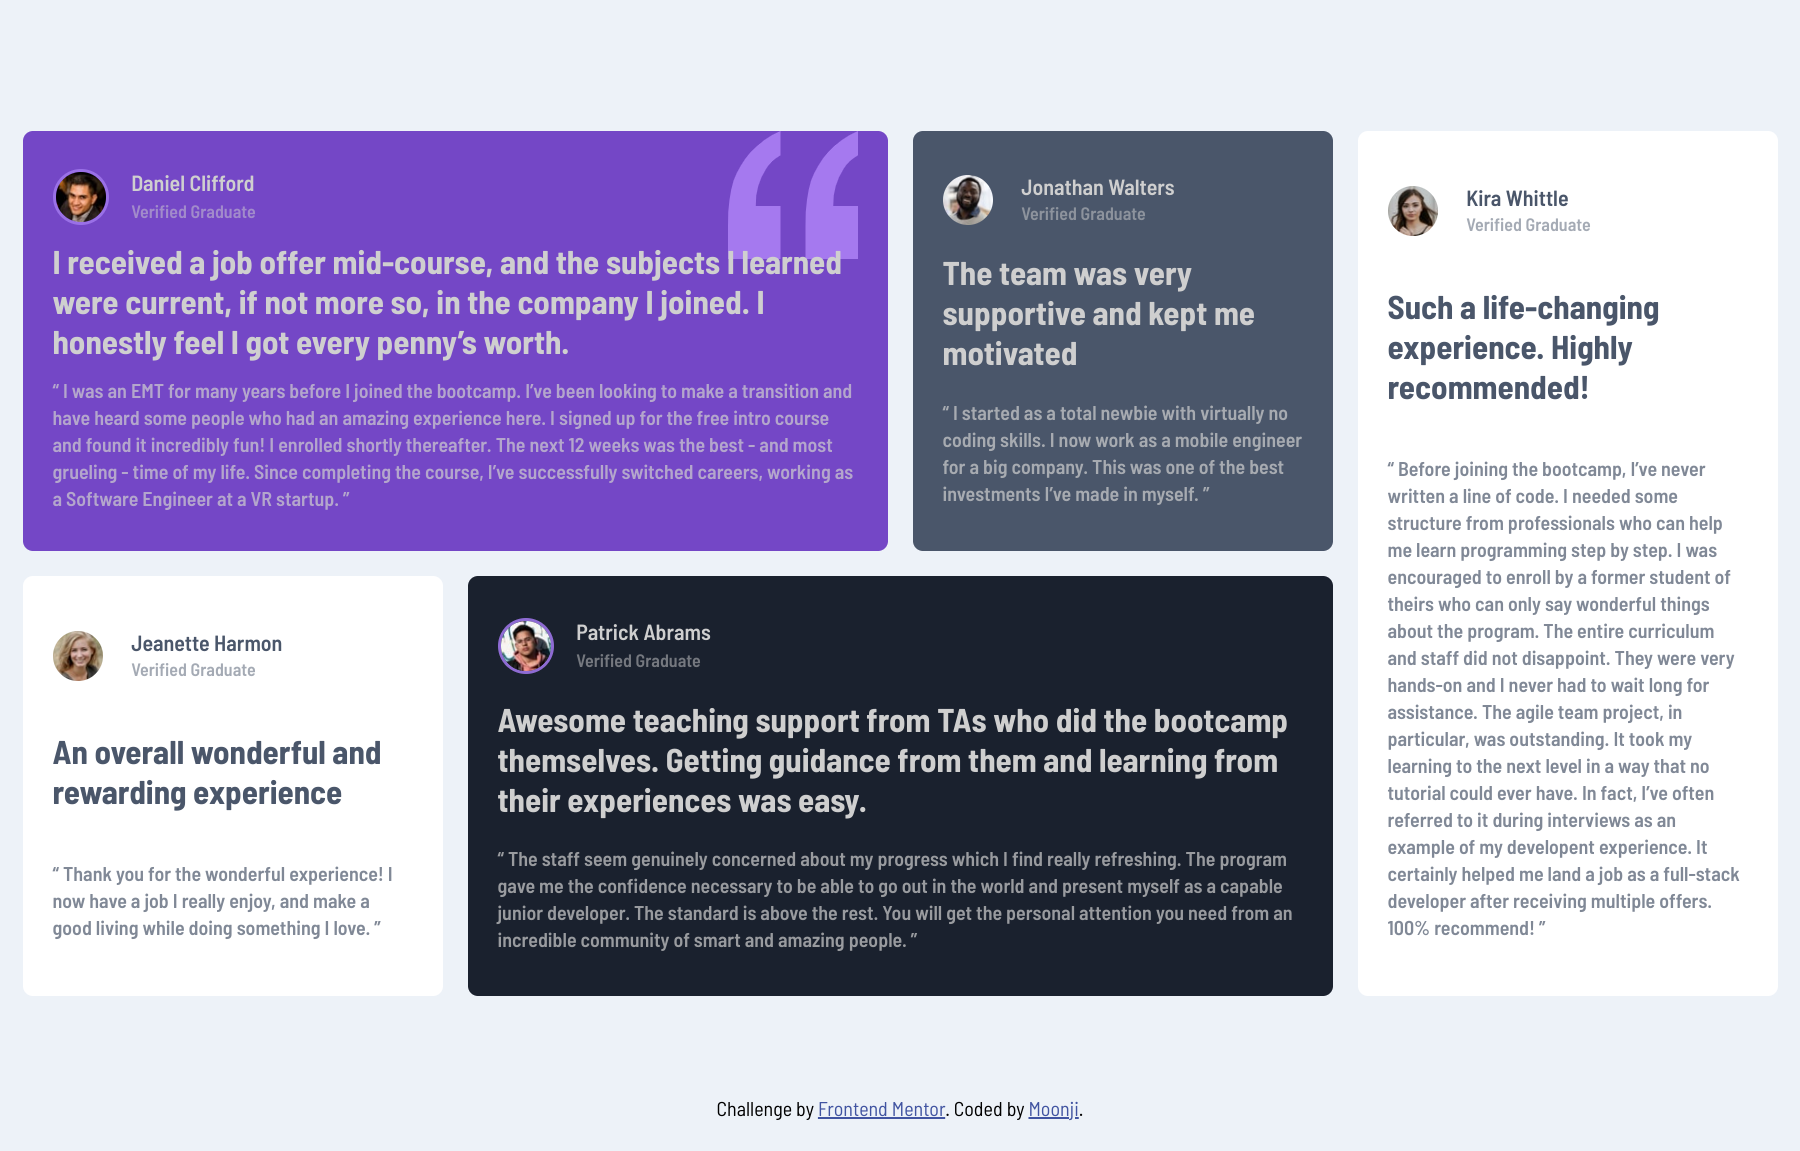 Daniel Clifford
Verified Graduate
I received a job offer mid-course, and the subjects I learned
were current, if not more so, in the company I joined. I
honestly feel I got every penny’s worth.
“ I was an EMT for many years before I joined the bootcamp. I’ve been looking to make a transition and
have heard some people who had an amazing experience here. I signed up for the free intro course
and found it incredibly fun! I enrolled shortly thereafter. The next 12 weeks was the best - and most
grueling - time of my life. Since completing the course, I’ve successfully switched careers, working as
a Software Engineer at a VR startup. ”
Jonathan Walters
Verified Graduate
The team was very
supportive and kept me
motivated
“ I started as a total newbie with virtually no
coding skills. I now work as a mobile engineer
for a big company. This was one of the best
investments I’ve made in myself. ”
Kira Whittle
Verified Graduate
Such a life-changing
experience. Highly
recommended!
“ Before joining the bootcamp, I’ve never
written a line of code. I needed some
structure from professionals who can help
me learn programming step by step. I was
encouraged to enroll by a former student of
theirs who can only say wonderful things
about the program. The entire curriculum
and staff did not disappoint. They were very
hands-on and I never had to wait long for
assistance. The agile team project, in
particular, was outstanding. It took my
learning to the next level in a way that no
tutorial could ever have. In fact, I’ve often
referred to it during interviews as an
example of my developent experience. It
certainly helped me land a job as a full-stack
developer after receiving multiple offers.
100% recommend! ”
Jeanette Harmon
Verified Graduate
An overall wonderful and
rewarding experience
“ Thank you for the wonderful experience! I
now have a job I really enjoy, and make a
good living while doing something I love. ”
Patrick Abrams
Verified Graduate
Awesome teaching support from TAs who did the bootcamp
themselves. Getting guidance from them and learning from
their experiences was easy.
“ The staff seem genuinely concerned about my progress which I find really refreshing. The program
gave me the confidence necessary to be able to go out in the world and present myself as a capable
junior developer. The standard is above the rest. You will get the personal attention you need from an
incredible community of smart and amazing people. ”
Challenge by Frontend Mentor. Coded by Moonji.